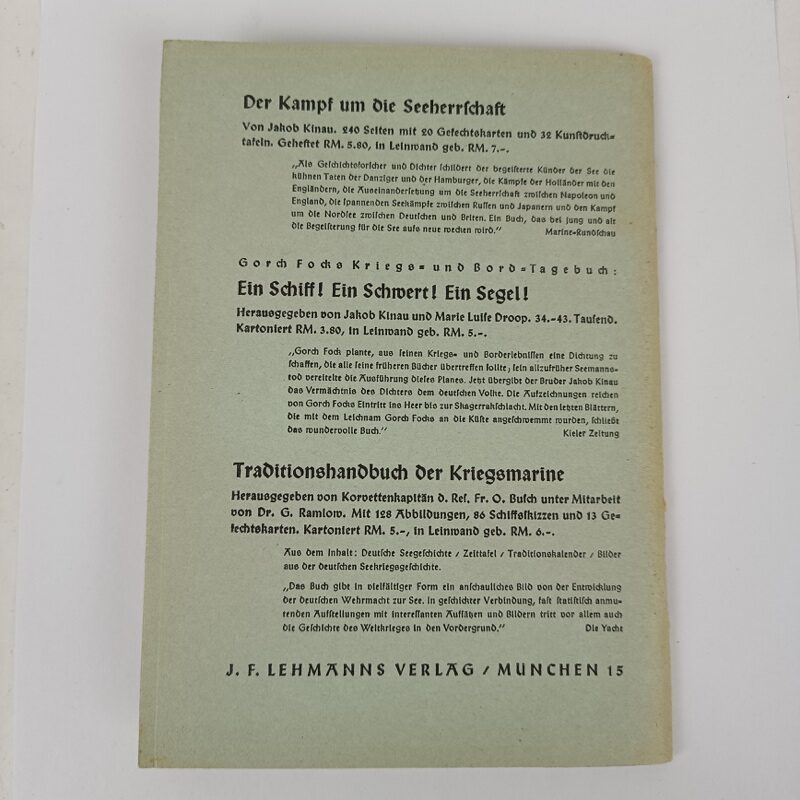 Der Kampf um die Seeherrſchaft
Von Jakob Kinau. 240 Seiten mit 20 Gefechtskarten und 32 Kunſtdruck=
tafeln. Geheftet RM. 5.80, in Leinwand geb. RM. 7.-.
„Als Geſchichtsforſcher und Dichter ſchildert der begeiſterte Künder der See die
kühnen Taten der Danziger und der Hamburger, die Kämpfe der Holländer mit den
Engländern, die Auseinanderſetzung um die Seeherrſchaft zwiſchen Napoleon und
England, die ſpannenden Seekämpfe zwiſchen Ruſſen und Japanern und den Kampf
um die Nordſee zwiſchen Deutſchen und Briten. Ein Buch, das bei jung und alt
die Begeiſterung für die See aufs neue wecken wird.“ Marine=Rundſchau
Gorch Focks Kriegs= und Bord=Tagebuch:
Ein Schiff! Ein Schwert! Ein Segel!
Herausgegeben von Jakob Kinau und Marie Luiſe Droop. 34.-43. Tauſend.
Kartoniert RM. 3.80, in Leinwand geb. RM. 5.-.
„Gorch Fock plante, aus ſeinen Kriegs= und Borderlebniſſen eine Dichtung zu
ſchaffen, die alle ſeine früheren Bücher übertreffen ſollte; ſein allzufrüher Seemanns=
tod vereitelte die Ausführung dieſes Planes. Jetzt übergibt der Bruder Jakob Kinau
das Vermächtnis des Dichters dem deutſchen Volke. Die Aufzeichnungen reichen
von Gorch Focks Eintritt ins Heer bis zur Skagerrakſchlacht. Mit den letzten Blättern,
die mit dem Leichnam Gorch Focks an die Küſte angeſchwemmt wurden, ſchließt
das wundervolle Buch.“ Kieler Zeitung
Traditionshandbuch der Kriegsmarine
Herausgegeben von Korvettenkapitän d. Reſ. Fr. O. Buſch unter Mitarbeit
von Dr. G. Ramlow. Mit 128 Abbildungen, 86 Schiffsſkizzen und 13 Ge=
fechtskarten. Kartoniert RM. 5.-, in Leinwand geb. RM. 6.-.
Aus dem Inhalt: Deutſche Seegeſchichte / Zeittafel / Traditionskalender / Bilder
aus der deutſchen Seekriegsgeſchichte.
„Das Buch gibt in vielfältiger Form ein anſchauliches Bild von der Entwicklung
der deutſchen Wehrmacht zur See. In geſchickter Verbindung, faſt ſtatiſtiſch anmu=
tenden Aufſtellungen mit intereſſanten Aufſätzen und Bildern tritt vor allem auch
die Geſchichte des Weltkrieges in den Vordergrund.“ Die Yacht
J. F. LEHMANNS VERLAG / MÜNCHEN 15